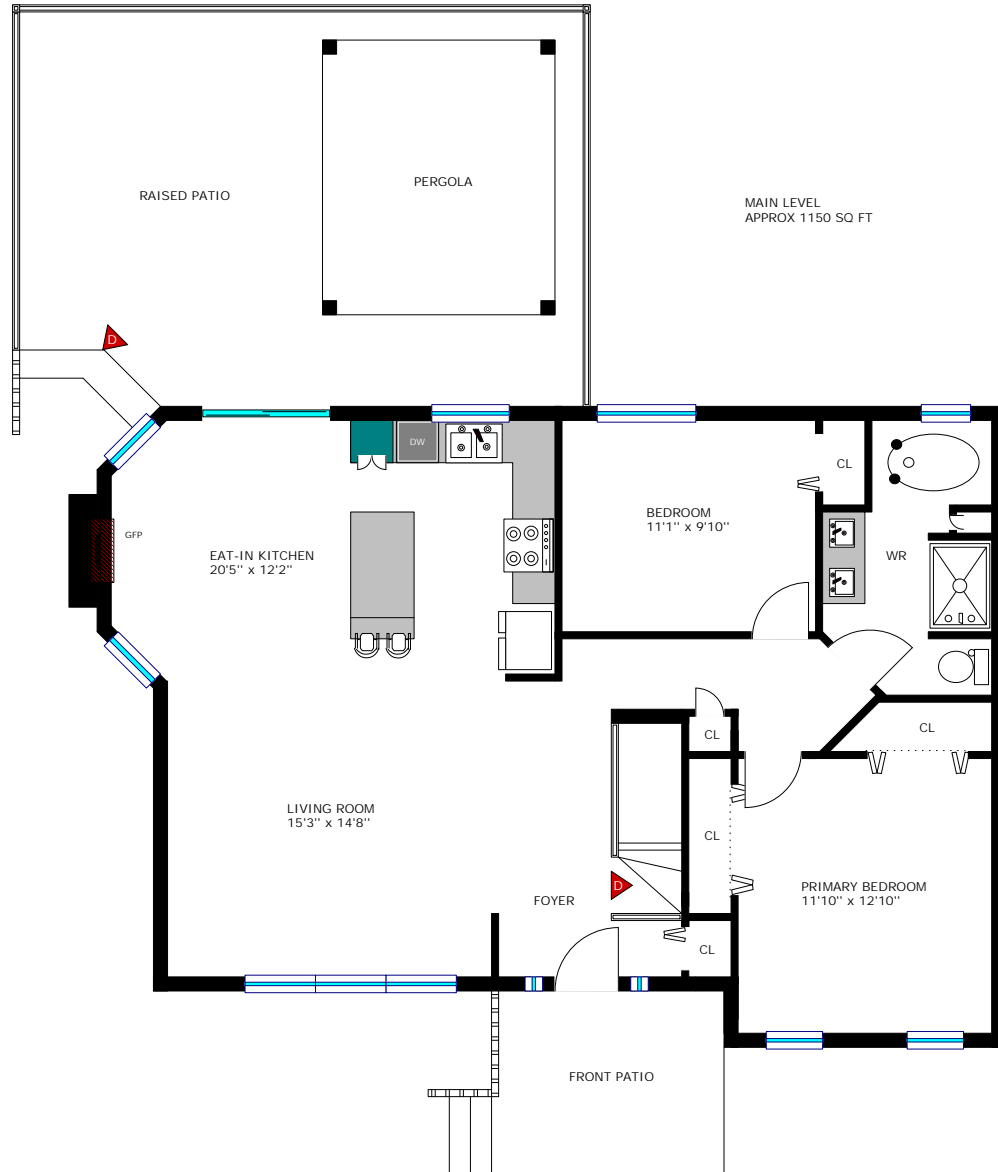 RAISED PATIO
PERGOLA
MAIN LEVEL
APPROX 1150 SQ FT
D
DW
CL
BEDROOM
11'1'' x 9'10''
GFP
EAT-IN KITCHEN
20'5'' x 12'2''
WR
CL
CL
LIVING ROOM
15'3'' x 14'8''
CL
D
PRIMARY BEDROOM
11'10'' x 12'10''
FOYER
CL
FRONT PATIO